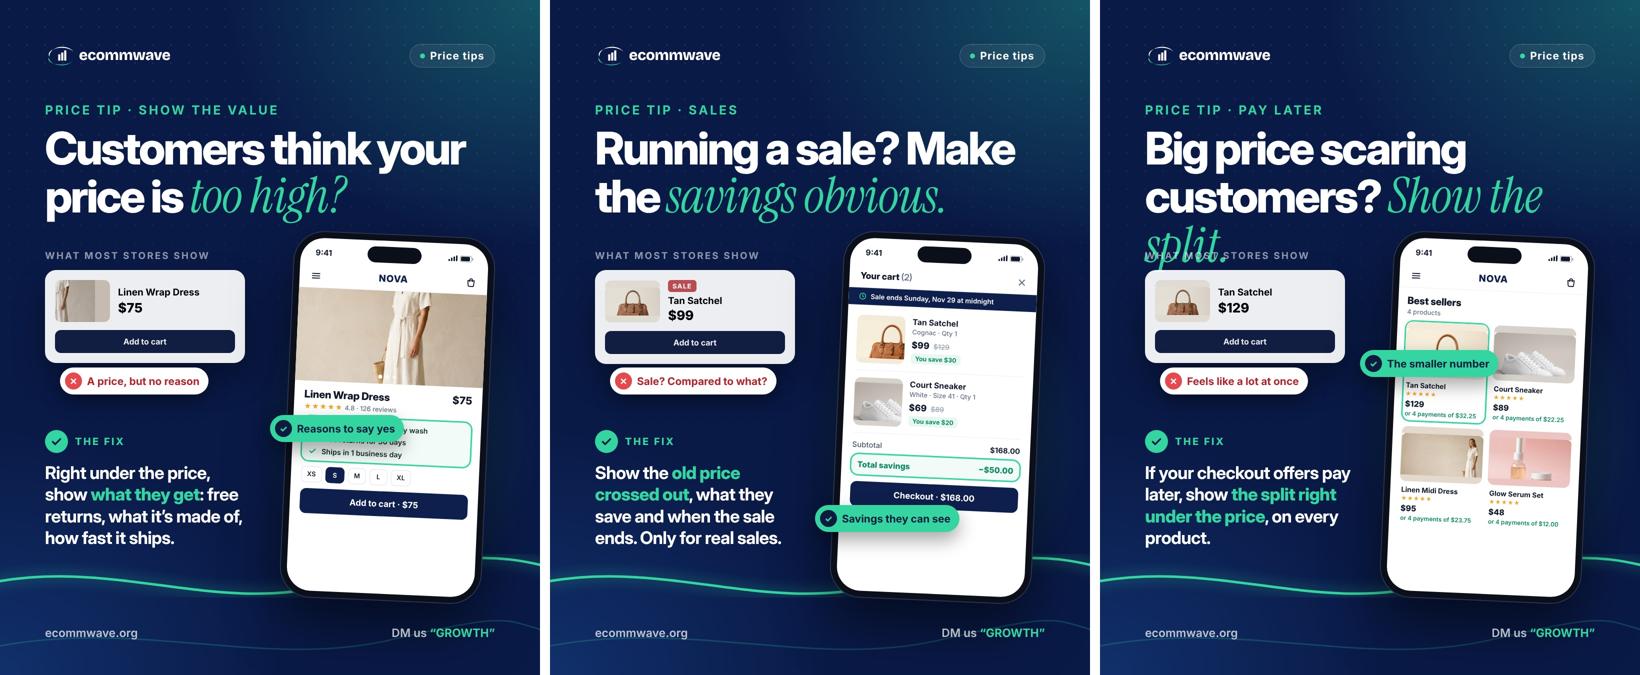 ecommwave
Price tips
PRICE TIP · SHOW THE VALUE
Customers think your
price is too high?
WHAT MOST STORES SHOW
Linen Wrap Dress
$75
Add to cart
A price, but no reason
THE FIX
Right under the price,
show what they get: free
returns, what it's made of,
how fast it ships.
9:41
NOVA
Linen Wrap Dress
$75
★★★★★ 4.8 · 126 reviews
wash
Reasons to say yes
days
Ships in 1 business day
XS S M L XL
Add to cart · $75
ecommwave.org
DM us “GROWTH”
ecommwave
Price tips
PRICE TIP · SALES
Running a sale? Make
the savings obvious.
WHAT MOST STORES SHOW
SALE
Tan Satchel
$99
Add to cart
Sale? Compared to what?
THE FIX
Show the old price
crossed out, what they
save and when the sale
ends. Only for real sales.
9:41
Your cart (2)
Sale ends Sunday, Nov 29 at midnight
Tan Satchel
Cognac · Qty 1
$99 $129
You save $30
Court Sneaker
White · Size 41 · Qty 1
$69 $89
You save $20
Subtotal
$168.00
Total savings
−$50.00
Checkout · $168.00
Savings they can see
ecommwave.org
DM us “GROWTH”
ecommwave
Price tips
PRICE TIP · PAY LATER
Big price scaring
customers? Show the
split.
WHAT MOST STORES SHOW
Tan Satchel
$129
Add to cart
Feels like a lot at once
THE FIX
If your checkout offers pay
later, show the split right
under the price, on every
product.
9:41
NOVA
Best sellers
4 products
The smaller number
Tan Satchel
★★★★★
$129
or 4 payments of $32.25
Court Sneaker
★★★★★
$89
or 4 payments of $22.25
Linen Midi Dress
★★★★★
$95
or 4 payments of $23.75
Glow Serum Set
★★★★★
$48
or 4 payments of $12.00
ecommwave.org
DM us “GROWTH”